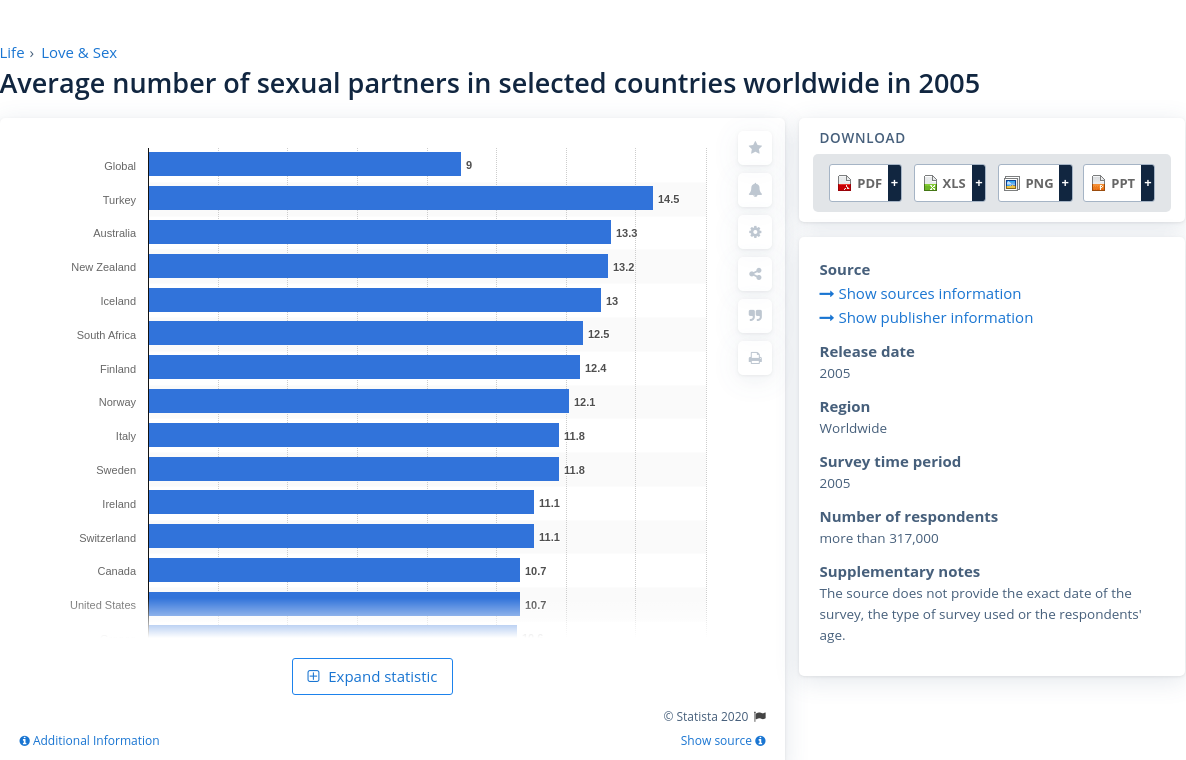 Life › Love & Sex
Average number of sexual partners in selected countries worldwide in 2005
Global 9
Turkey 14.5
Australia 13.3
New Zealand 13.2
Iceland 13
South Africa 12.5
Finland 12.4
Norway 12.1
Italy 11.8
Sweden 11.8
Ireland 11.1
Switzerland 11.1
Canada 10.7
United States 10.7
Expand statistic
© Statista 2020
Additional Information
Show source
DOWNLOAD
PDF + XLS + PNG + PPT +
Source
Show sources information
Show publisher information
Release date
2005
Region
Worldwide
Survey time period
2005
Number of respondents
more than 317,000
Supplementary notes
The source does not provide the exact date of the
survey, the type of survey used or the respondents'
age.